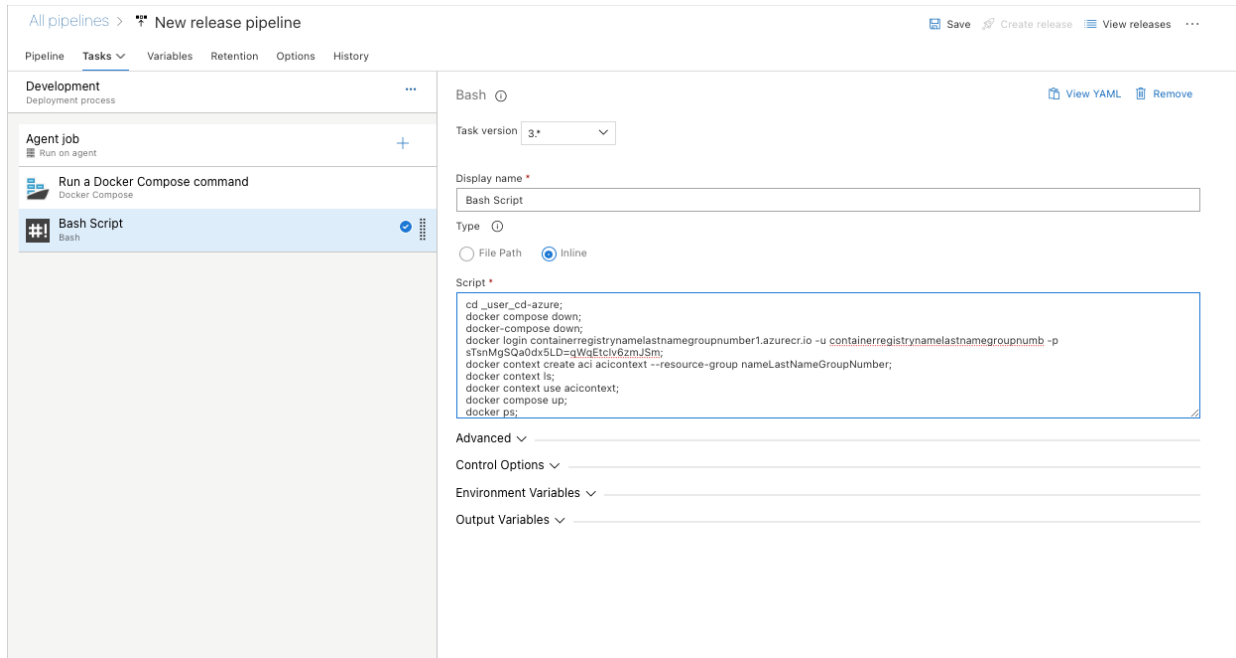 All pipelines > New release pipeline
Save Create release View releases ...
Pipeline Tasks Variables Retention Options History
Development
Deployment process
...
Agent job
Run on agent
Run a Docker Compose command
Docker Compose
Bash Script
Bash
Bash
View YAML Remove
Task version 3.*
Display name *
Bash Script
Type
File Path Inline
Script *
cd _user_cd-azure;
docker compose down;
docker-compose down;
docker login containerregistrynamelastnamegroupnumber1.azurecr.io -u containerregistrynamelastnamegroupnumb -p
sTsnMgSQa0dx5LD=qWqEtclv6zmJSm;
docker context create aci acicontext --resource-group nameLastNameGroupNumber;
docker context ls;
docker context use acicontext;
docker compose up;
docker ps;
Advanced
Control Options
Environment Variables
Output Variables